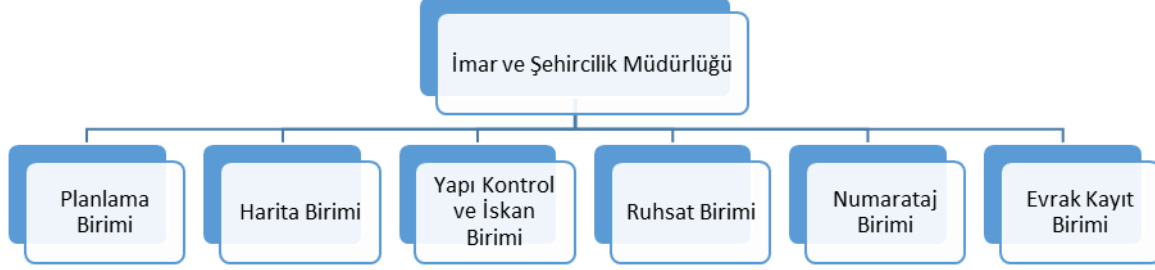 İmar ve Şehircilik Müdürlüğü
Planlama
Birimi
Harita Birimi
Yapı Kontrol
ve İskan
Birimi
Ruhsat Birimi
Numarataj
Birimi
Evrak Kayıt
Birimi